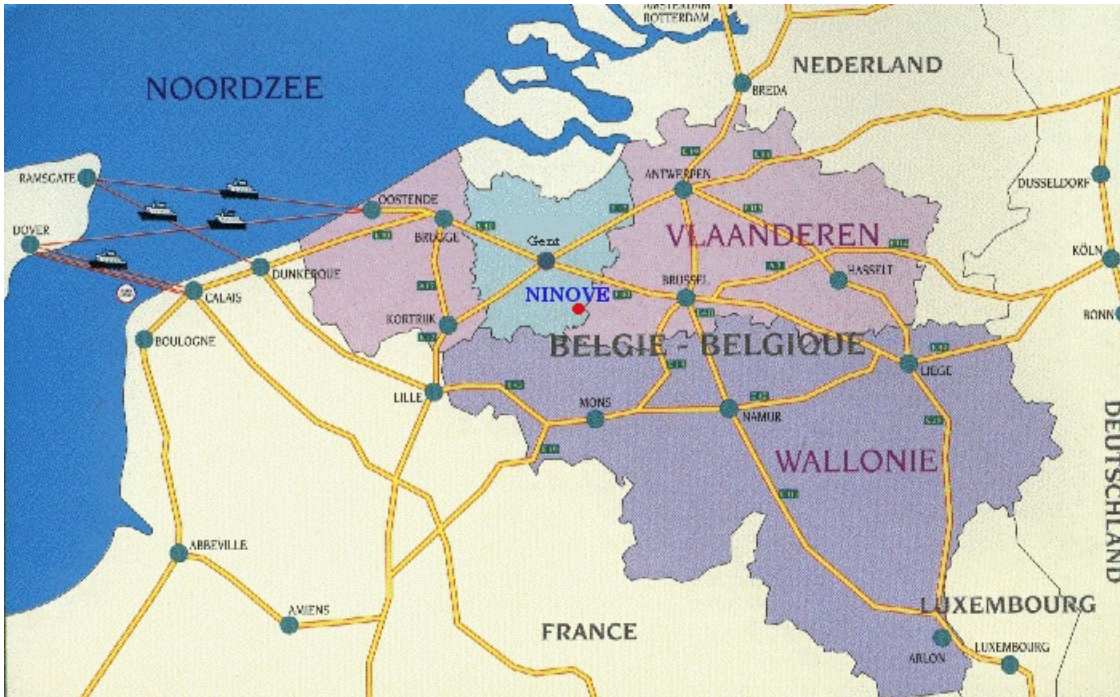 AMSTERDAM
ROTTERDAM
NEDERLAND
NOORDZEE
BREDA
RAMSGATE
ANTWERPEN
DUSSELDORF
OOSTENDE
DOVER
BRUGGE
VLAANDEREN
Gent
KÖLN
DUNKERQUE
HASSELT
BRUSSEL
NINOVE
CALAIS
KORTRIJK
BONN
BOULOGNE
BELGIE - BELGIQUE
LIEGE
LILLE
MONS
NAMUR
DEUTSCHLAND
WALLONIE
ABBEVILLE
LUXEMBOURG
AMIENS
FRANCE
ARLON
LUXEMBOURG